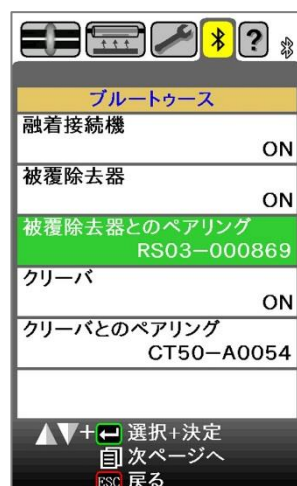 ?
ブルートゥース
融着接続機
ON
被覆除去器
ON
被覆除去器とのペアリング
RS03-000869
クリーバ
ON
クリーバとのペアリング
CT50-A0054
+ 選択+決定
次ページへ
ESC 戻る